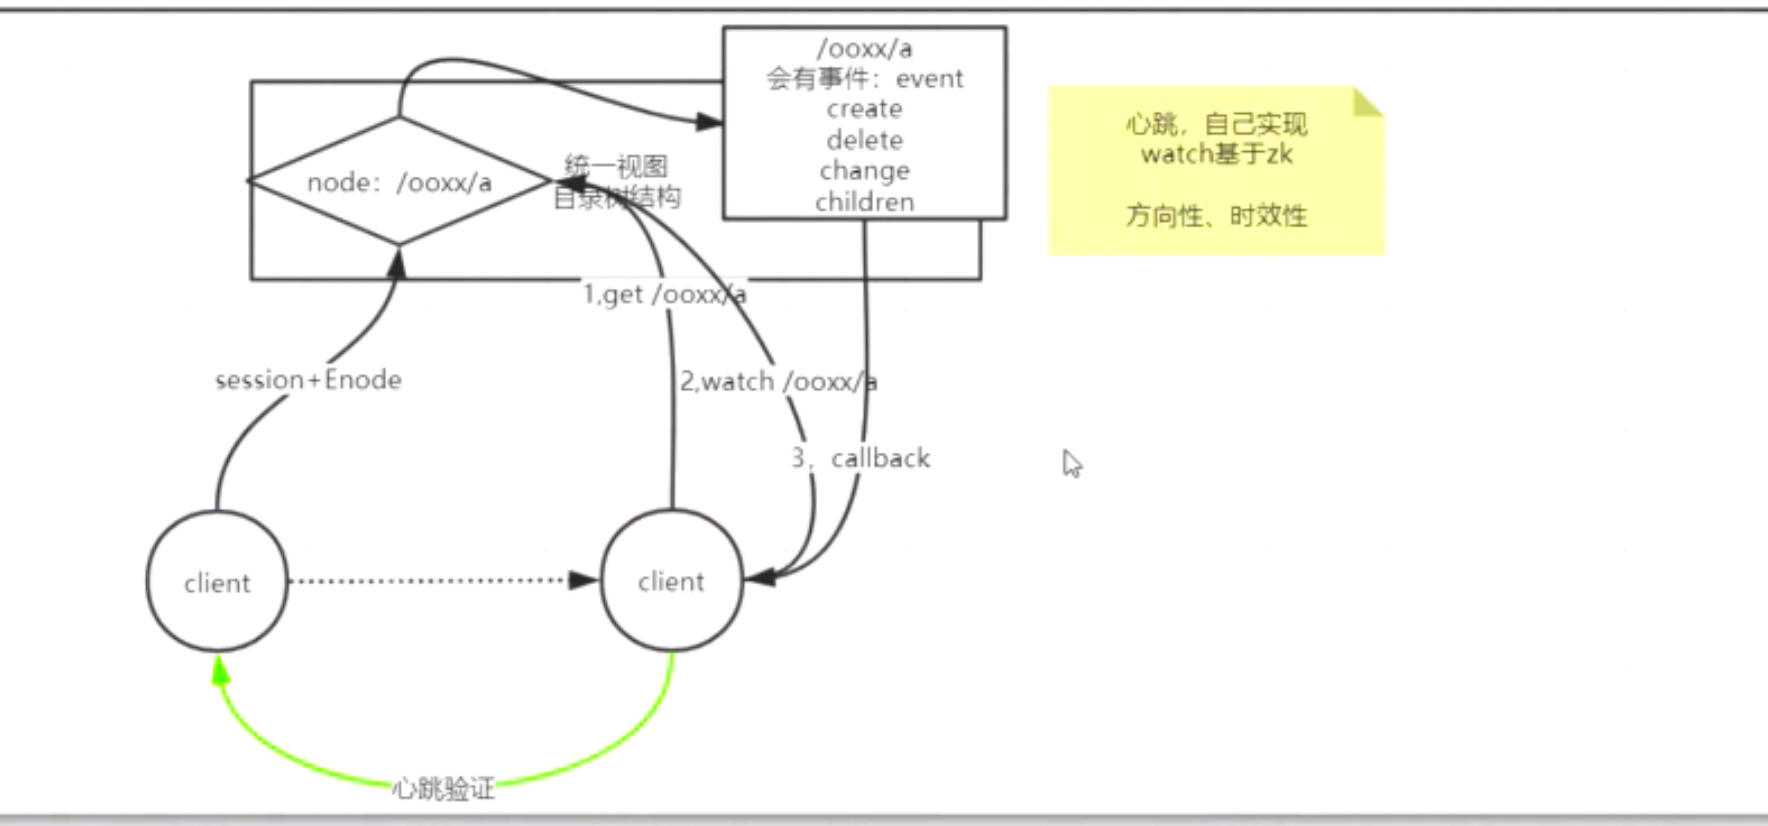 /ooxx/a
会有事件：event
create
delete
change
children
心跳，自己实现
watch基于zk
方向性、时效性
node：/ooxx/a
统一视图
目录树结构
1,get /ooxx/a
session+Enode
2,watch /ooxx/a
3，callback
client
client
心跳验证